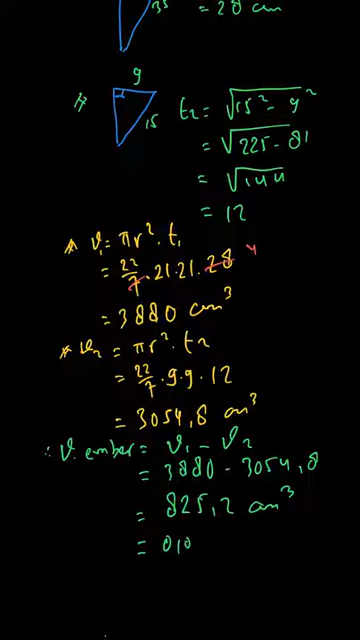 35
= 28 cm
9
15
t₂ = √15² - 9²
= √225 - 81
= √144
= 12
* V₁ = πr² · t₁
= 22/7 · 21 · 21 · 28 4
= 3880 cm³
* V₂ = πr² · t₂
= 22/7 · 9 · 9 · 12
= 3054,8 cm³
∴ V. ember = V₁ - V₂
= 3880 - 3054,8
= 825,2 cm³
= 0,0